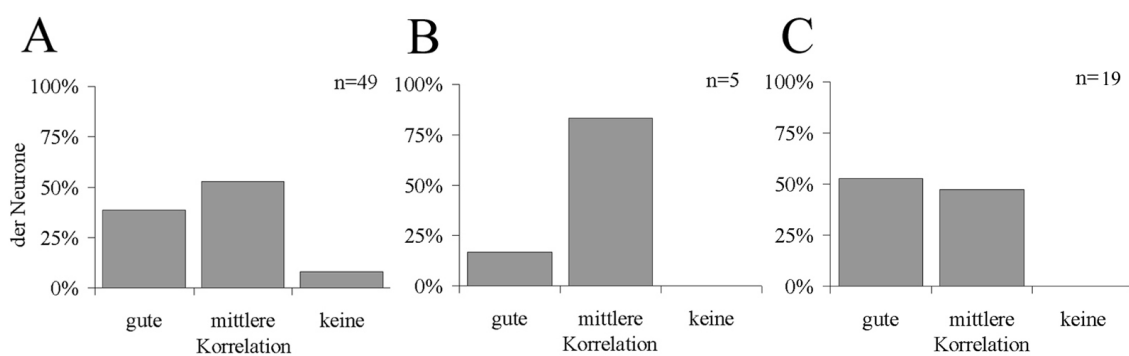 A
n=49
100%
75%
50%
25%
0%
der Neurone
gute mittlere keine
Korrelation
B
n=5
100%
75%
50%
25%
0%
gute mittlere keine
Korrelation
C
n=19
100%
75%
50%
25%
0%
gute mittlere keine
Korrelation